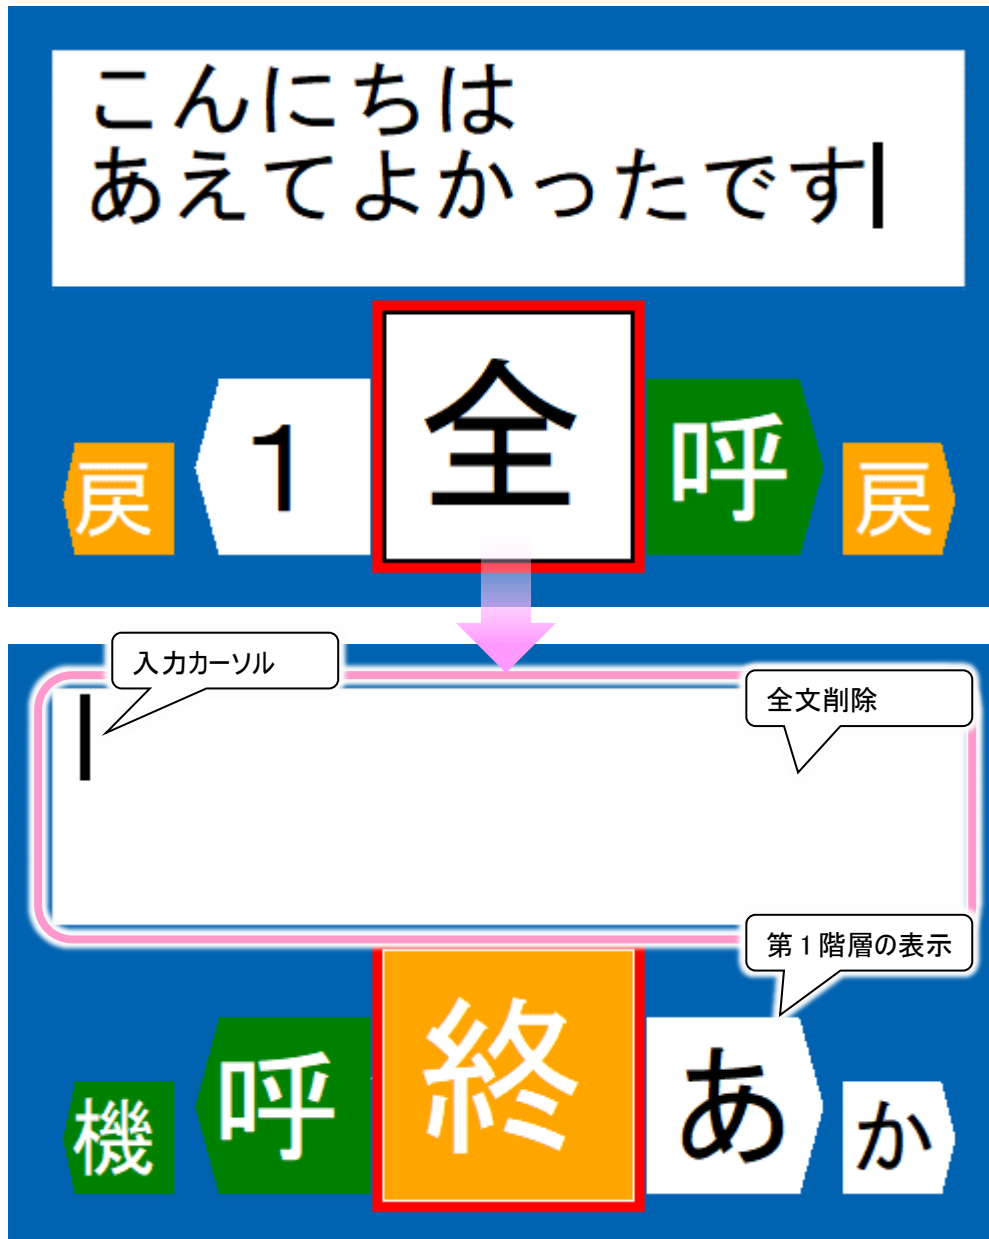 こんにちは
あえてよかったです
戻 1 全 呼 戻
入力カーソル
全文削除
第1階層の表示
機 呼 終 あ か